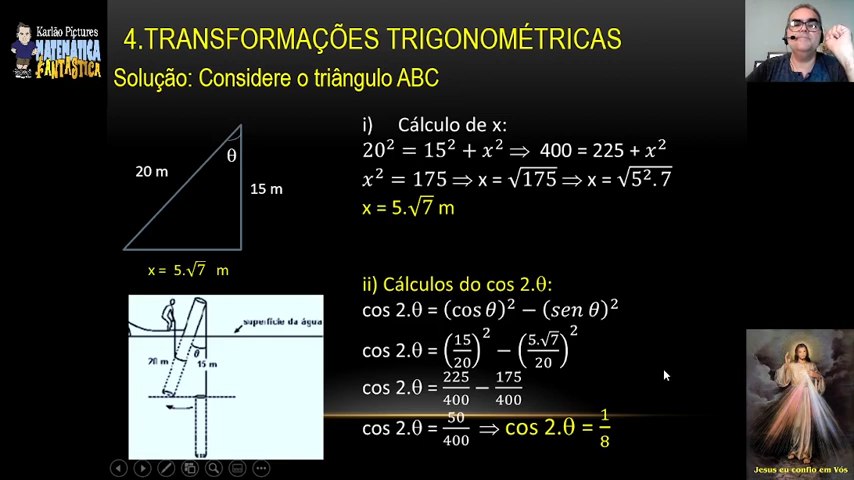 Karlão Pictures
MATEMÁTICA
FANTÁSTICA
4.TRANSFORMAÇÕES TRIGONOMÉTRICAS
Solução: Considere o triângulo ABC
θ
20 m
15 m
x = 5.√7 m
i) Cálculo de x:
20² = 15² + x² ⟹ 400 = 225 + x²
x² = 175 ⟹ x = √175 ⟹ x = √5².7
x = 5.√7 m
ii) Cálculos do cos 2.θ:
cos 2.θ = (cos θ)² − (sen θ)²
cos 2.θ = (15/20)² − (5.√7/20)²
cos 2.θ = 225/400 − 175/400
cos 2.θ = 50/400 ⟹ cos 2.θ = 1/8
superfície da água
θ
20 m
15 m
Jesus eu confio em Vós